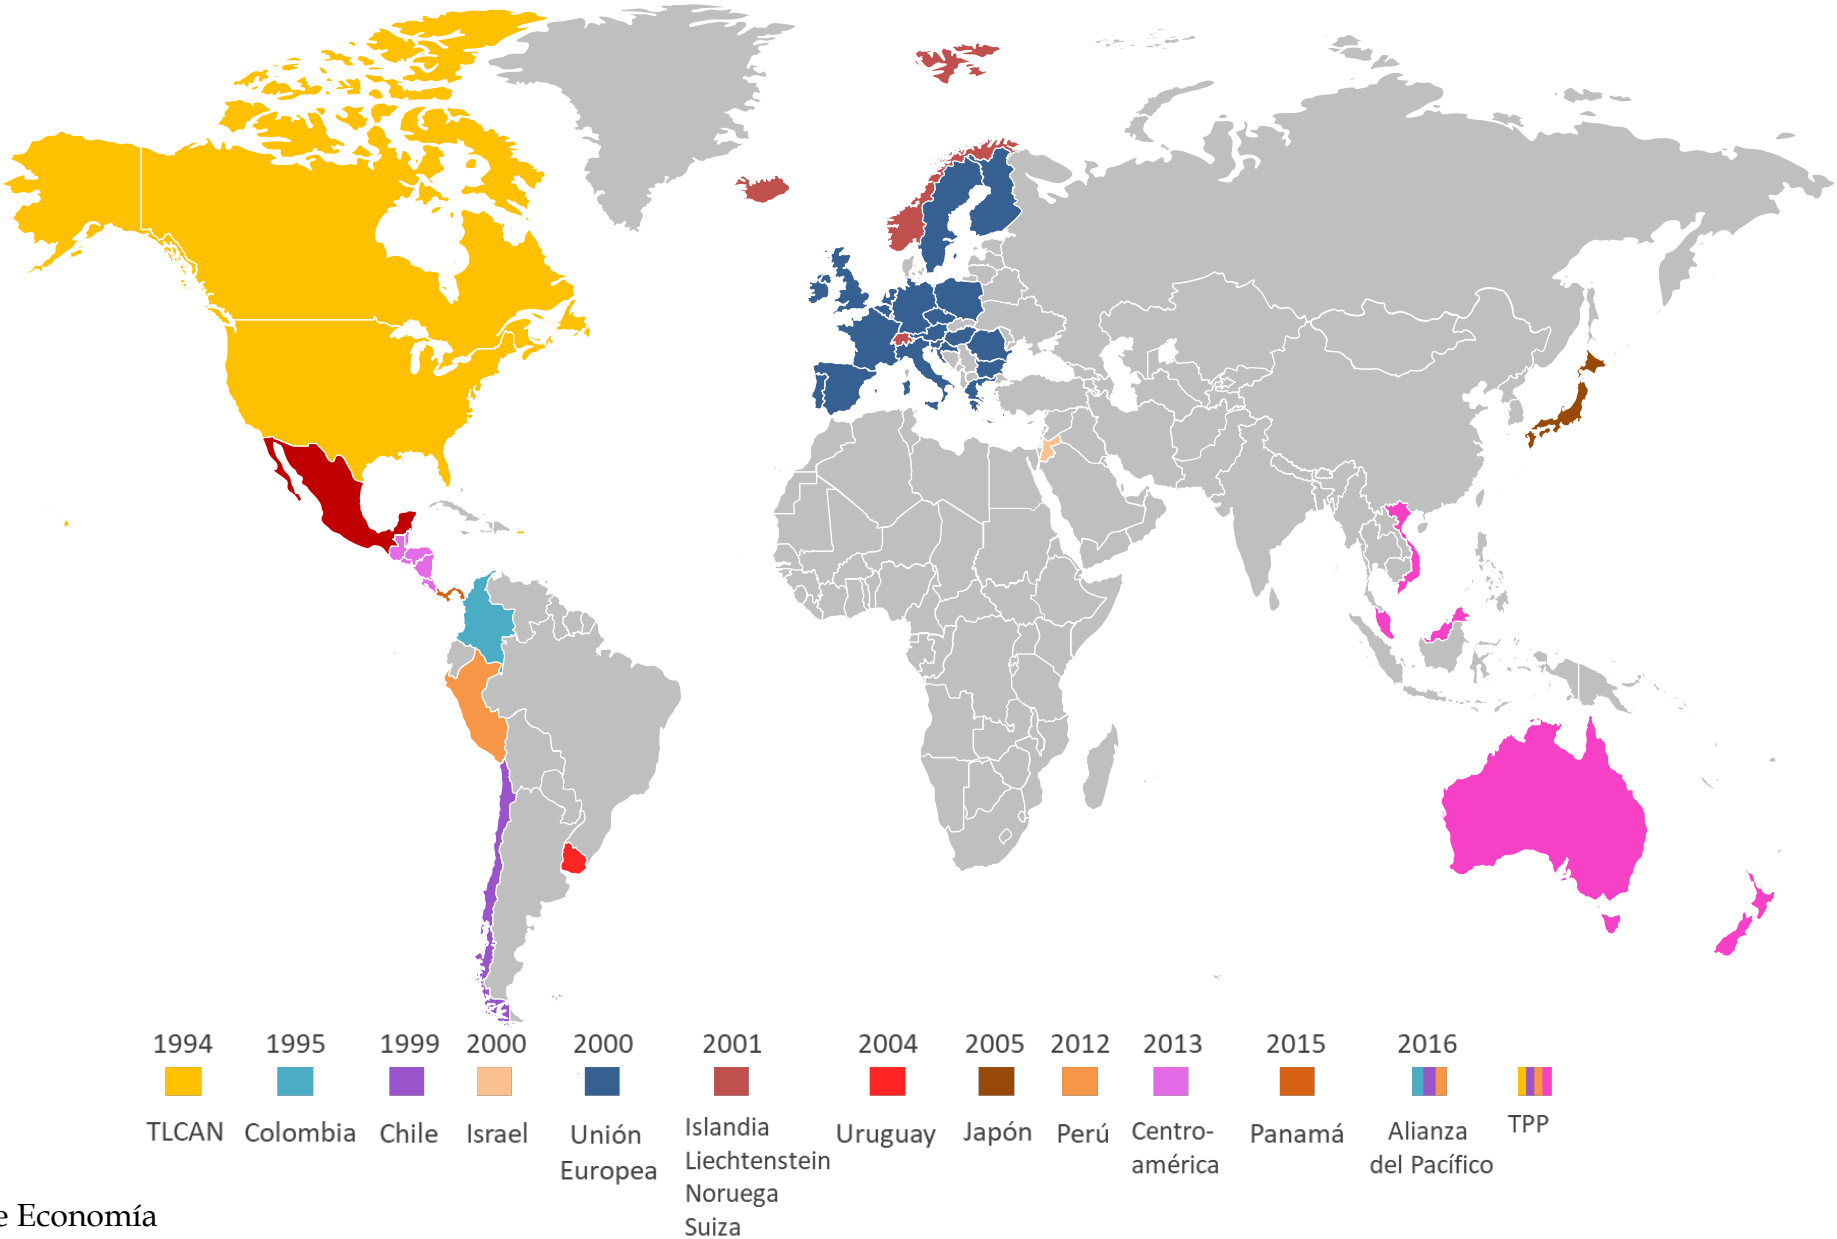 1994 1995 1999 2000 2000 2001 2004 2005 2012 2013 2015 2016
TLCAN Colombia Chile Israel Unión Europea Islandia Liechtenstein Noruega Suiza Uruguay Japón Perú Centro-américa Panamá Alianza del Pacífico TPP
e Economía